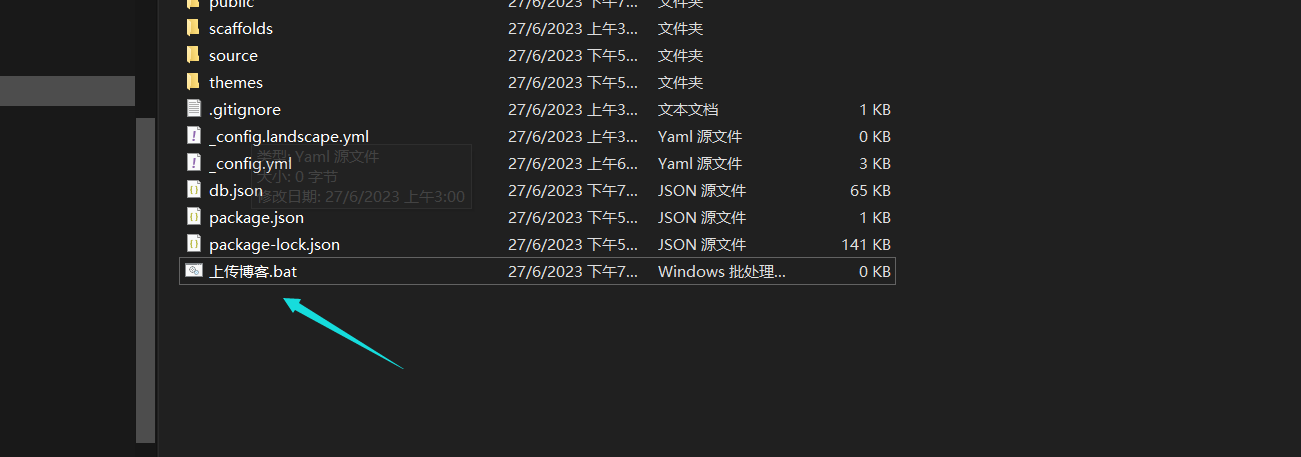 public 27/6/2023 下午7... 文件夹
scaffolds 27/6/2023 上午3... 文件夹
source 27/6/2023 下午5... 文件夹
themes 27/6/2023 下午5... 文件夹
.gitignore 27/6/2023 上午3... 文本文档 1 KB
_config.landscape.yml 27/6/2023 上午3... Yaml 源文件 0 KB
_config.yml 27/6/2023 上午6... Yaml 源文件 3 KB
类型: Yaml 源文件
大小: 0 字节
修改日期: 27/6/2023 上午3:00
db.json 27/6/2023 下午7... JSON 源文件 65 KB
package.json 27/6/2023 下午5... JSON 源文件 1 KB
package-lock.json 27/6/2023 下午5... JSON 源文件 141 KB
上传博客.bat 27/6/2023 下午7... Windows 批处理... 0 KB